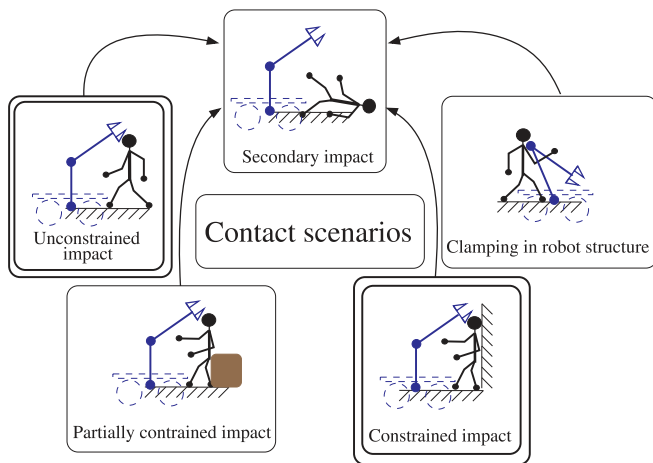 Secondary impact
Unconstrained
impact
Contact scenarios
Clamping in robot structure
Partially contrained impact
Constrained impact